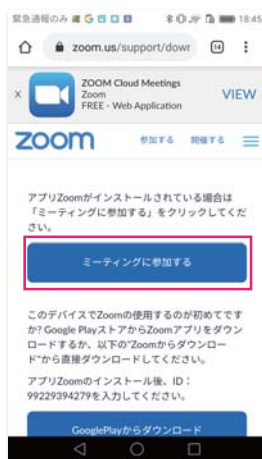 緊急通報のみ 18:45
zoom.us/support/dowr 14
ZOOM Cloud Meetings
Zoom
FREE - Web Application
x VIEW
zoom 参加する 開催する
アプリZoomがインストールされている場合は
「ミーティングに参加する」をクリックしてくだ
さい。
ミーティングに参加する
このデバイスでZoomの使用するのが初めてです
か? Google PlayストアからZoomアプリをダウン
ロードするか、以下の"Zoomからダウンロー
ド"から直接ダウンロードしてください。
アプリZoomのインストール後、ID：
99229394279を入力してください。
GooglePlayからダウンロード